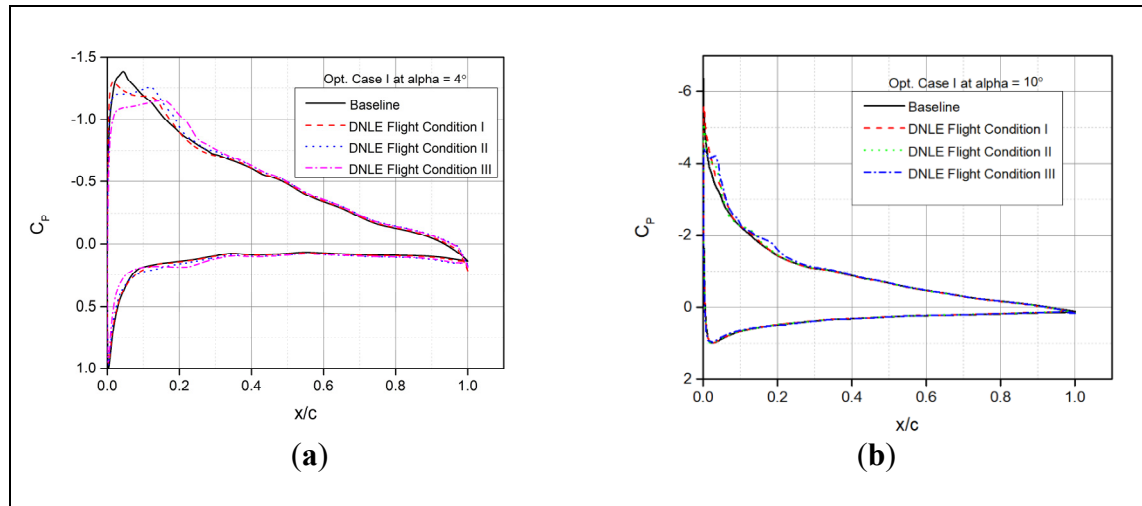 Opt. Case I at alpha = 4°
Baseline
DNLE Flight Condition I
DNLE Flight Condition II
DNLE Flight Condition III
-1.5
-1.0
-0.5
0.0
0.5
1.0
C_P
0.0 0.2 0.4 0.6 0.8 1.0
x/c
(a)
Opt. Case I at alpha = 10°
Baseline
DNLE Flight Condition I
DNLE Flight Condition II
DNLE Flight Condition III
-6
-4
-2
0
2
C_P
0.0 0.2 0.4 0.6 0.8 1.0
x/c
(b)